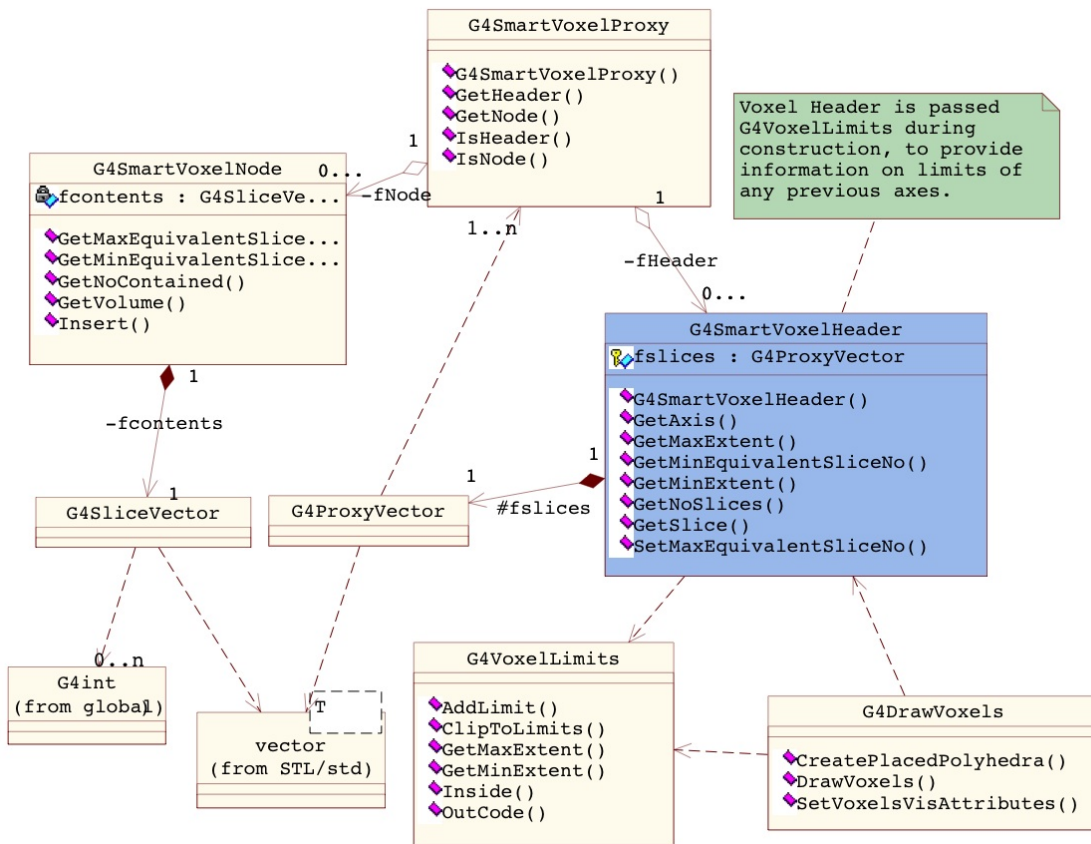 G4SmartVoxelProxy
G4SmartVoxelProxy()
GetHeader()
GetNode()
IsHeader()
IsNode()
Voxel Header is passed
G4VoxelLimits during
construction, to provide
information on limits of
any previous axes.
1
0...
-fNode
G4SmartVoxelNode
fcontents : G4SliceVe...
GetMaxEquivalentSlice...
GetMinEquivalentSlice...
GetNoContained()
GetVolume()
Insert()
1
1..n
-fHeader
0...
G4SmartVoxelHeader
fslices : G4ProxyVector
G4SmartVoxelHeader()
GetAxis()
GetMaxExtent()
GetMinEquivalentSliceNo()
GetMinExtent()
GetNoSlices()
GetSlice()
SetMaxEquivalentSliceNo()
1
-fcontents
1
1
1
#fslices
G4SliceVector
G4ProxyVector
0..n
G4int
(from global)
1
T
vector
(from STL/std)
G4VoxelLimits
AddLimit()
ClipToLimits()
GetMaxExtent()
GetMinExtent()
Inside()
OutCode()
G4DrawVoxels
CreatePlacedPolyhedra()
DrawVoxels()
SetVoxelsVisAttributes()